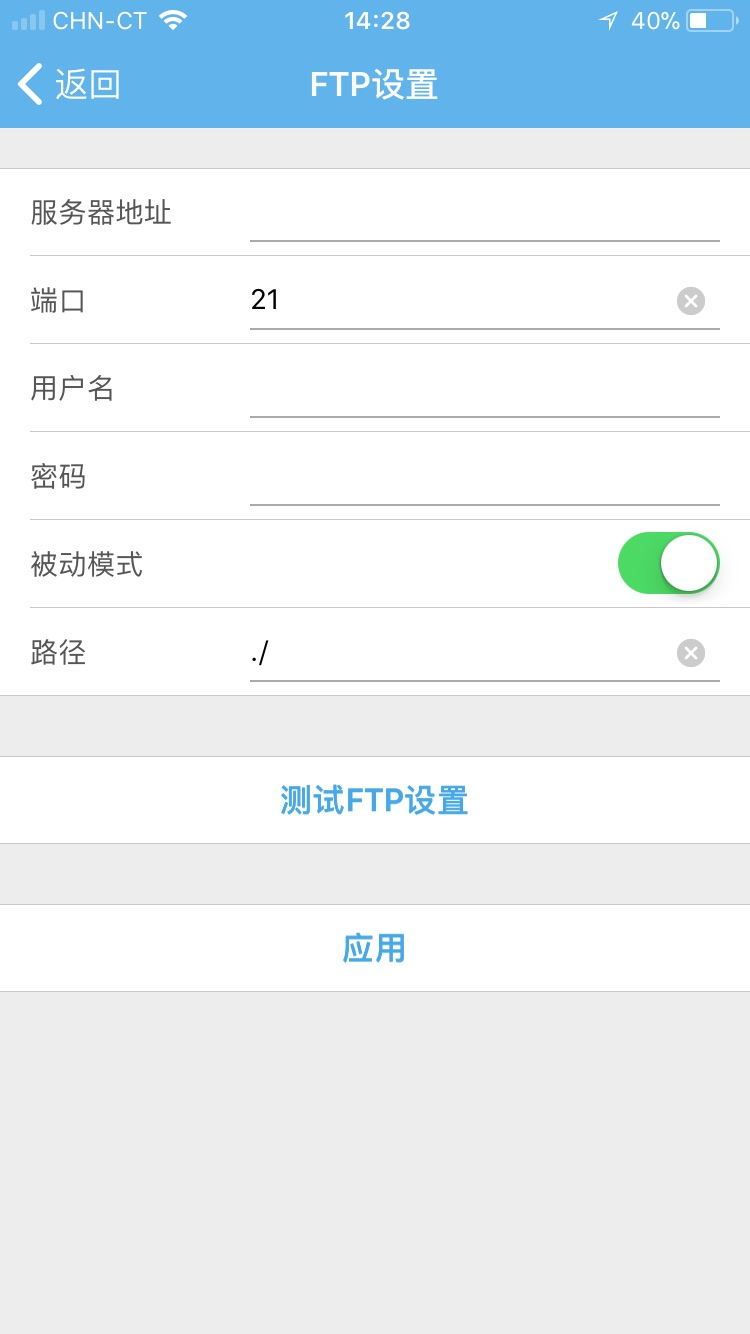 CHN-CT 14:28 40%
返回 FTP设置
服务器地址
端口 21
用户名
密码
被动模式
路径 ./
测试FTP设置
应用